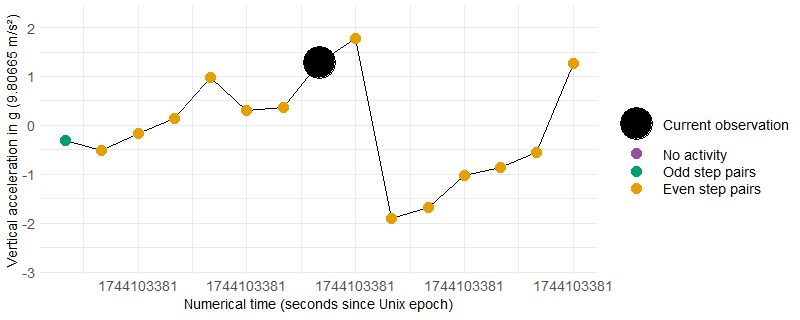 Vertical acceleration in g (9.80665 m/s²)
2
1
0
-1
-2
-3
1744103381 1744103381 1744103381 1744103381 1744103381
Numerical time (seconds since Unix epoch)
Current observation
No activity
Odd step pairs
Even step pairs